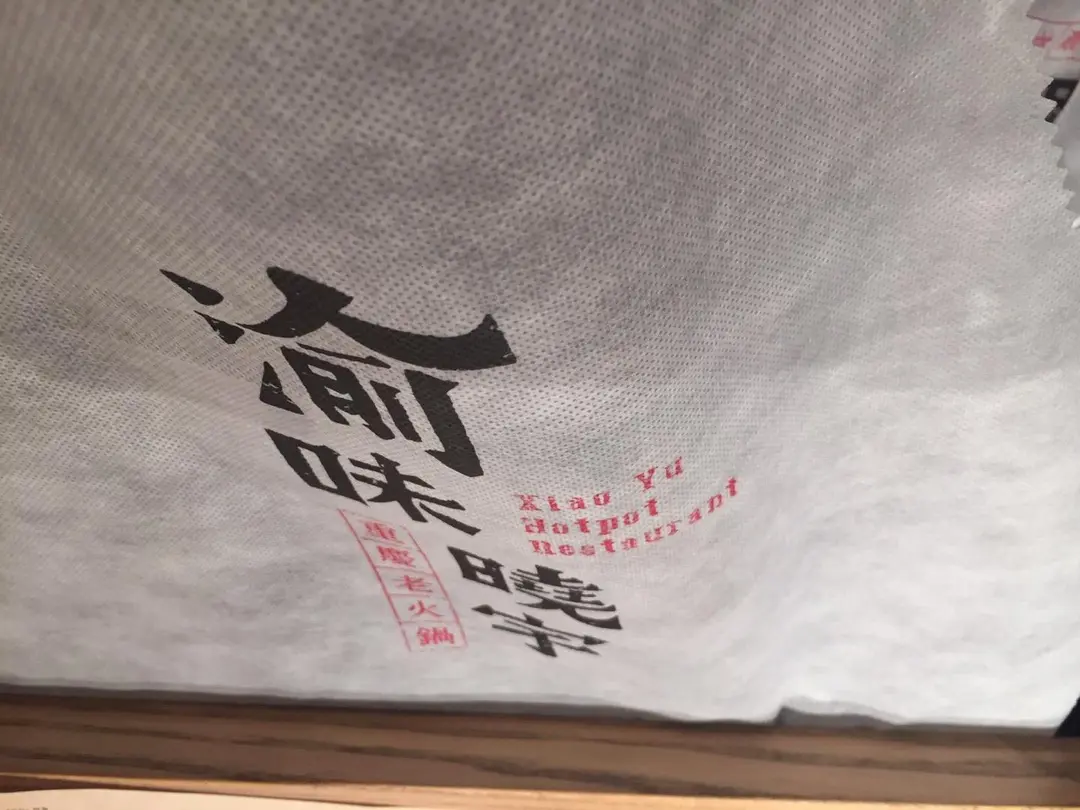 渝味
曉宇
重慶老火鍋
Xiao Yu
Hotpot
Restaurant